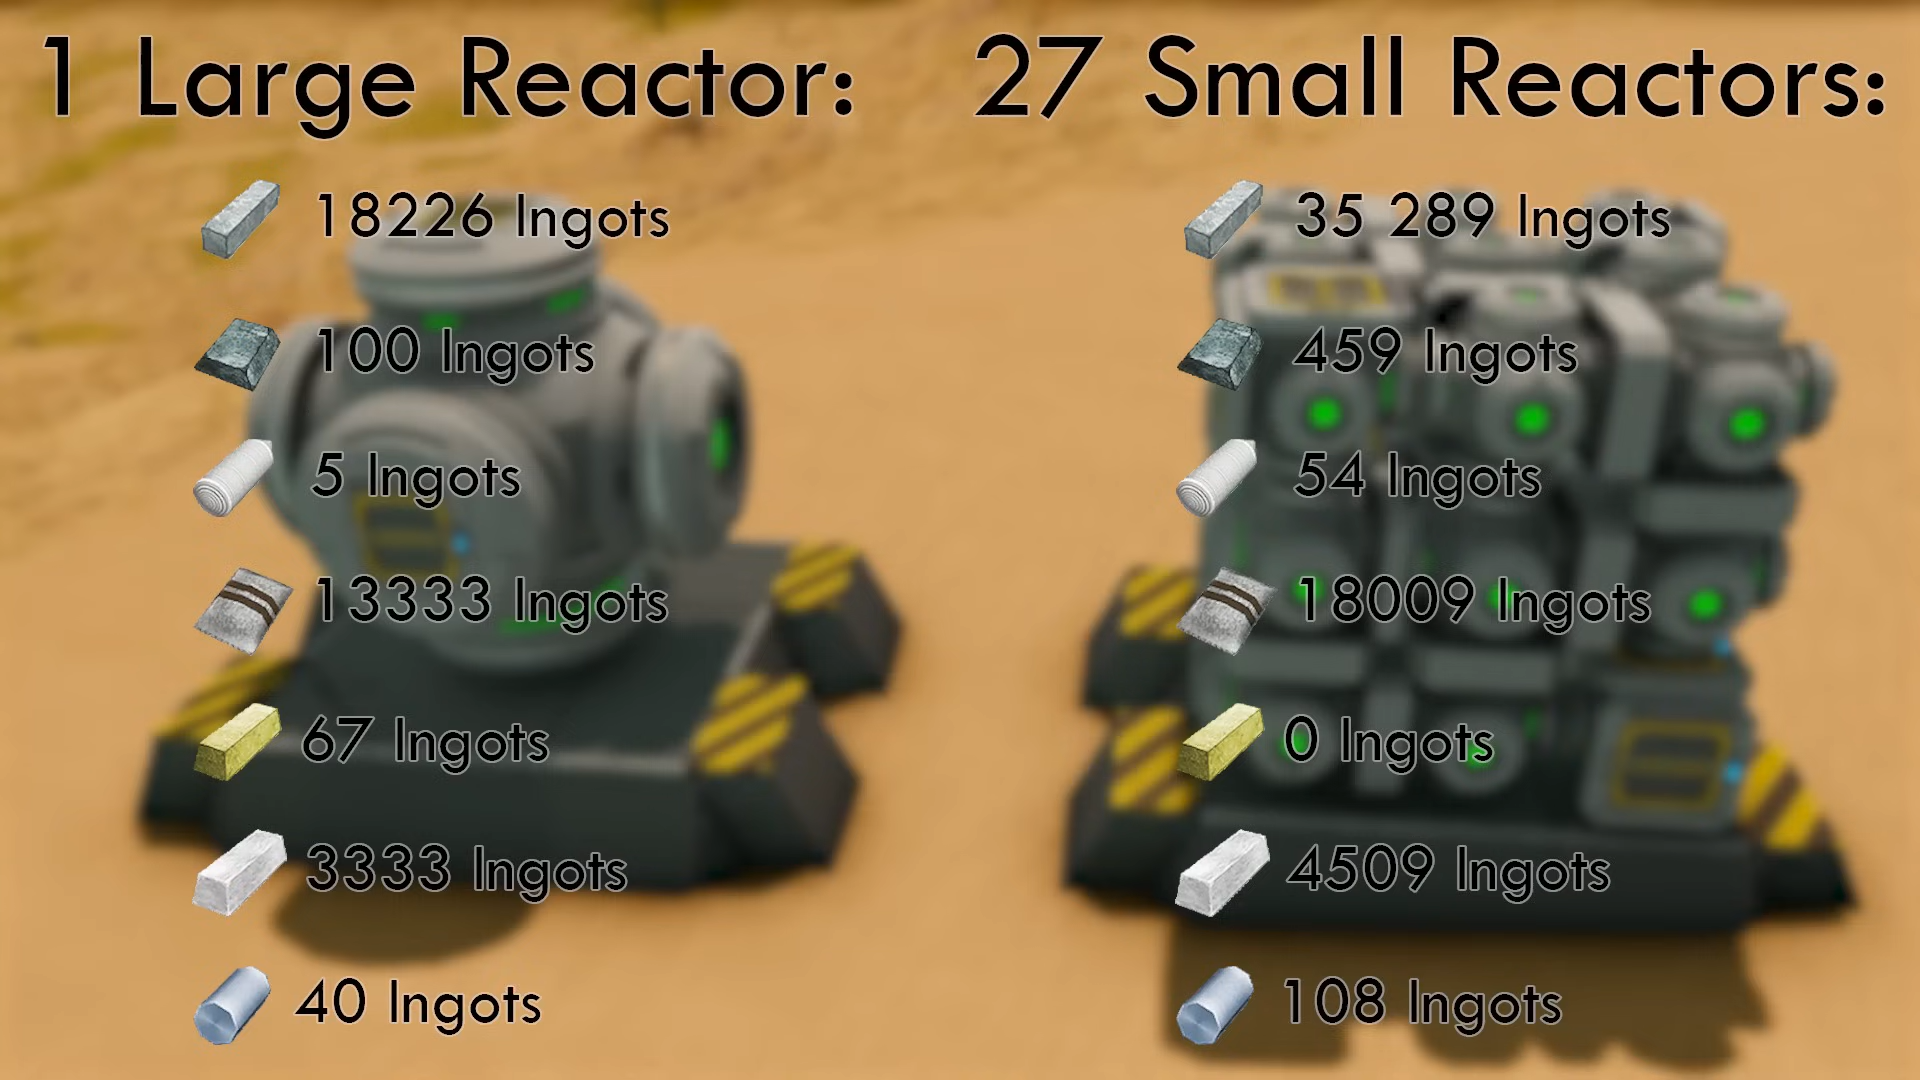 1 Large Reactor:
18226 Ingots
100 Ingots
5 Ingots
13333 Ingots
67 Ingots
3333 Ingots
40 Ingots
27 Small Reactors:
35 289 Ingots
459 Ingots
54 Ingots
18009 Ingots
0 Ingots
4509 Ingots
108 Ingots